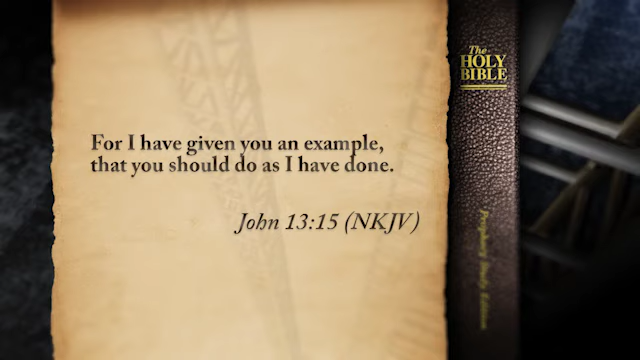 For I have given you an example,
that you should do as I have done.
John 13:15 (NKJV)
The
HOLY
BIBLE
Prophecy Study Edition